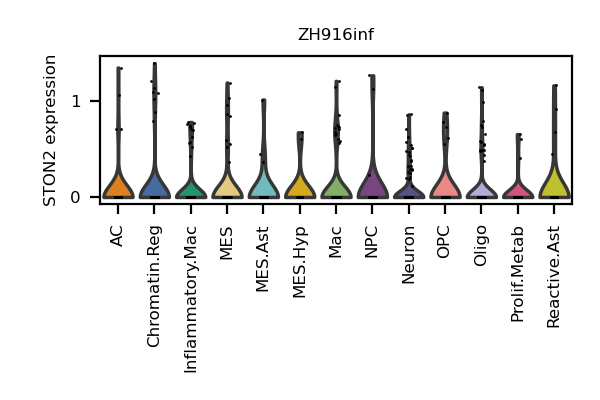 ZH916inf
STON2 expression
1
0
AC
Chromatin.Reg
Inflammatory.Mac
MES
MES.Ast
MES.Hyp
Mac
NPC
Neuron
OPC
Oligo
Prolif.Metab
Reactive.Ast